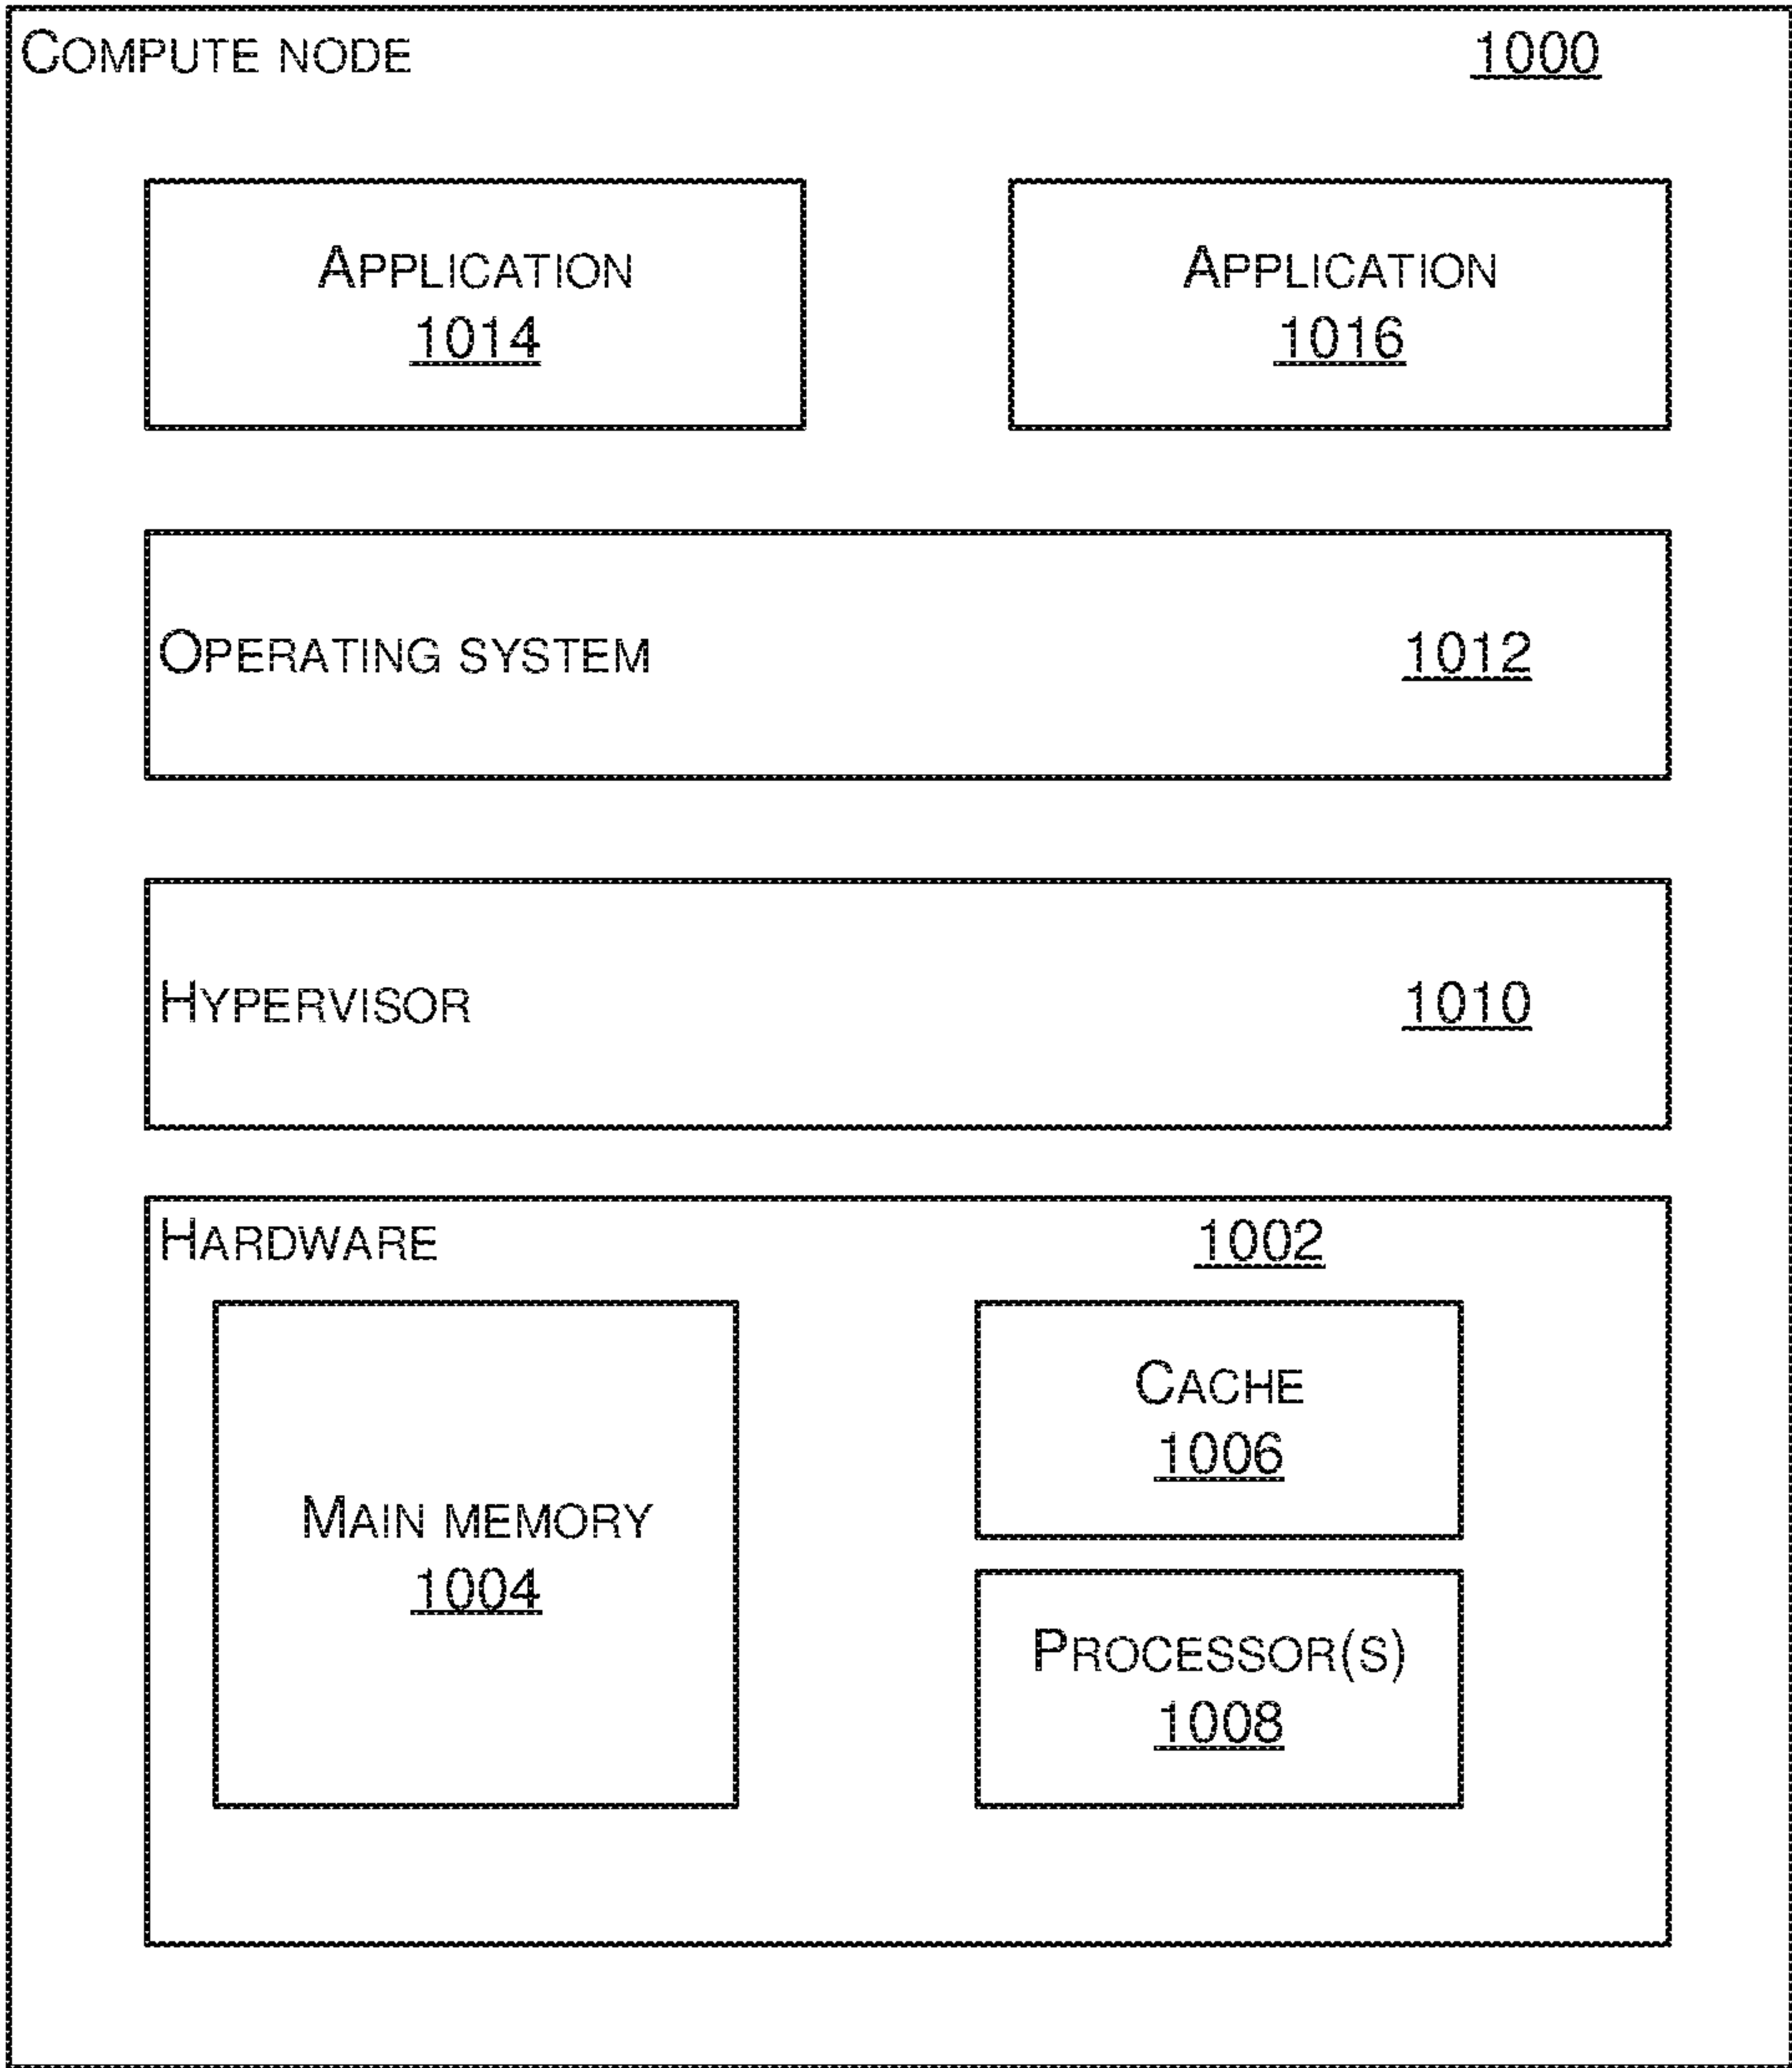 COMPUTE NODE 1000
APPLICATION
1014
APPLICATION
1016
OPERATING SYSTEM 1012
HYPERVISOR 1010
HARDWARE 1002
MAIN MEMORY
1004
CACHE
1006
PROCESSOR(S)
1008